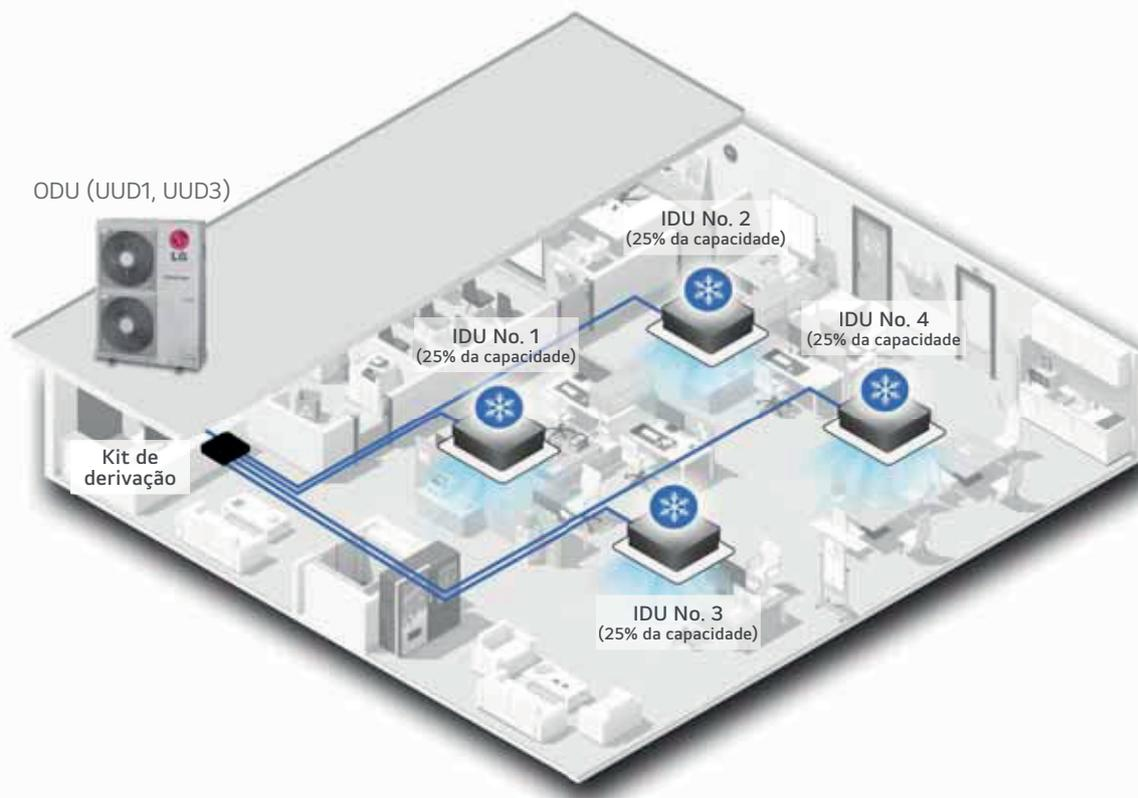 ODU (UUD1, UUD3)
LG
IDU No. 2
(25% da capacidade)
IDU No. 1
(25% da capacidade)
IDU No. 4
(25% da capacidade
Kit de
derivação
IDU No. 3
(25% da capacidade)